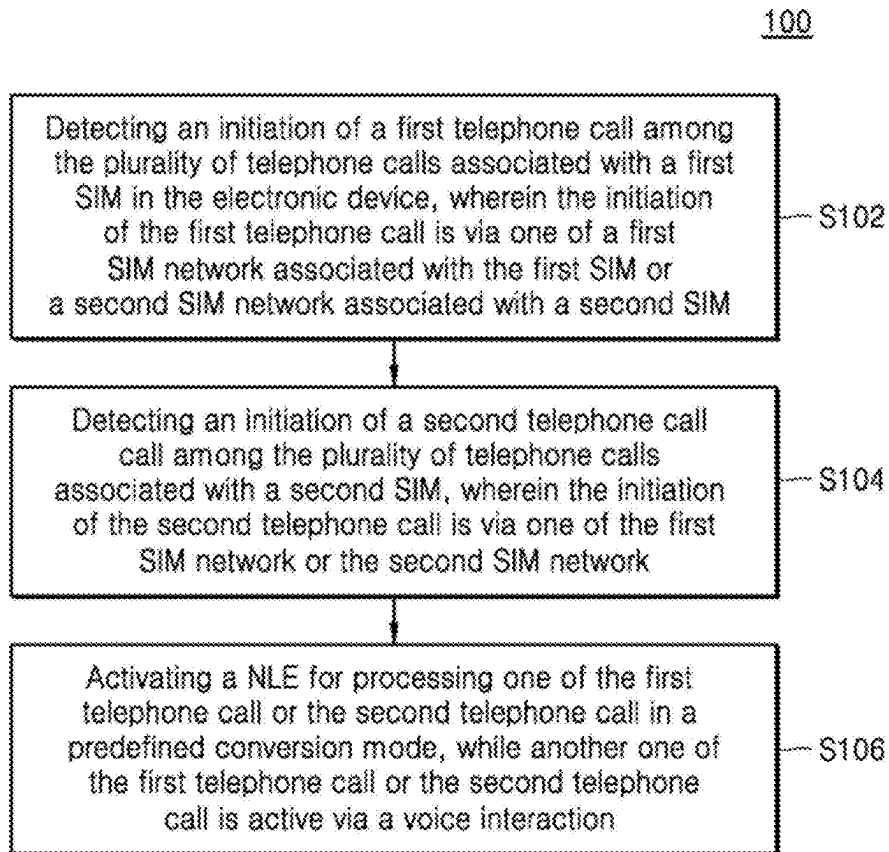 100
Detecting an initiation of a first telephone call among
the plurality of telephone calls associated with a first
SIM in the electronic device, wherein the initiation
of the first telephone call is via one of a first
SIM network associated with the first SIM or
a second SIM network associated with a second SIM
S102
Detecting an initiation of a second telephone call
call among the plurality of telephone calls
associated with a second SIM, wherein the initiation
of the second telephone call is via one of the first
SIM network or the second SIM network
S104
Activating a NLE for processing one of the first
telephone call or the second telephone call in a
predefined conversion mode, while another one of
the first telephone call or the second telephone
call is active via a voice interaction
S106